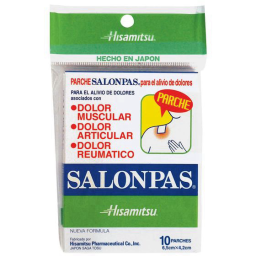 Hisamitsu®
HECHO EN JAPON
PARCHE SALONPAS® para el alivio de dolores
PARA EL ALIVIO DE DOLORES
asociados con
• DOLOR
MUSCULAR
• DOLOR
ARTICULAR
• DOLOR
REUMATICO
PARCHE
SALONPAS®
Hisamitsu®
NUEVA FORMULA
Fabricado por
Hisamitsu Pharmaceutical Co., Inc.
10 PARCHES
6,5cm×4,2cm